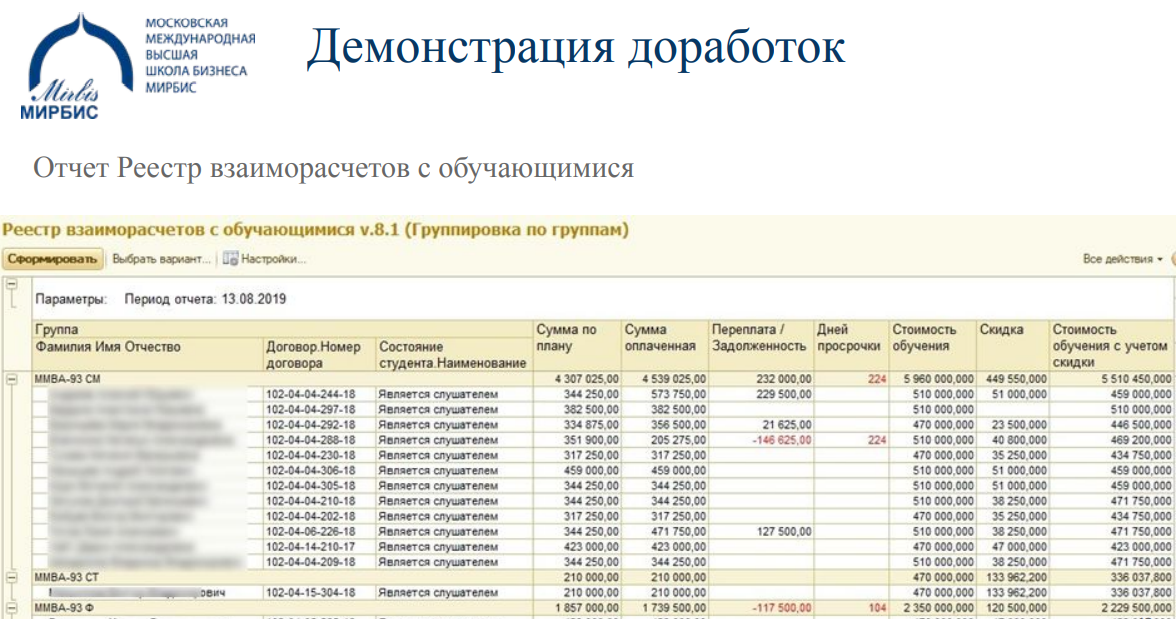 МОСКОВСКАЯ
МЕЖДУНАРОДНАЯ
ВЫСШАЯ
ШКОЛА БИЗНЕСА
МИРБИС
Mirbis
МИРБИС
Демонстрация доработок
Отчет Реестр взаиморасчетов с обучающимися
Реестр взаиморасчетов с обучающимися v.8.1 (Группировка по группам)
Сформировать Выбрать вариант... Настройки... Все действия
Параметры: Период отчета: 13.08.2019
Группа Сумма по плану Сумма оплаченная Переплата / Задолженность Дней просрочки Стоимость обучения Скидка Стоимость обучения с учетом скидки
Фамилия Имя Отчество Договор.Номер договора Состояние студента.Наименование
ММВА-93 СМ 4 307 025,00 4 539 025,00 232 000,00 224 5 960 000,000 449 550,000 5 510 450,000
102-04-04-244-18 Является слушателем 344 250,00 573 750,00 229 500,00 510 000,000 51 000,000 459 000,000
102-04-04-297-18 Является слушателем 382 500,00 382 500,00 510 000,000 510 000,000
102-04-04-292-18 Является слушателем 334 875,00 356 500,00 21 625,00 470 000,000 23 500,000 446 500,000
102-04-04-288-18 Является слушателем 351 900,00 205 275,00 -146 625,00 224 510 000,000 40 800,000 469 200,000
102-04-04-230-18 Является слушателем 317 250,00 317 250,00 470 000,000 35 250,000 434 750,000
102-04-04-306-18 Является слушателем 459 000,00 459 000,00 510 000,000 51 000,000 459 000,000
102-04-04-305-18 Является слушателем 344 250,00 344 250,00 510 000,000 51 000,000 459 000,000
102-04-04-210-18 Является слушателем 344 250,00 344 250,00 510 000,000 38 250,000 471 750,000
102-04-04-202-18 Является слушателем 317 250,00 317 250,00 470 000,000 35 250,000 434 750,000
102-04-06-226-18 Является слушателем 344 250,00 471 750,00 127 500,00 510 000,000 38 250,000 471 750,000
102-04-14-210-17 Является слушателем 423 000,00 423 000,00 470 000,000 47 000,000 423 000,000
102-04-04-209-18 Является слушателем 344 250,00 344 250,00 510 000,000 38 250,000 471 750,000
ММВА-93 СТ 210 000,00 210 000,00 470 000,000 133 962,200 336 037,800
102-04-15-304-18 Является слушателем 210 000,00 210 000,00 470 000,000 133 962,200 336 037,800
ММВА-93 Ф 1 857 000,00 1 739 500,00 -117 500,00 104 2 350 000,000 120 500,000 2 229 500,000